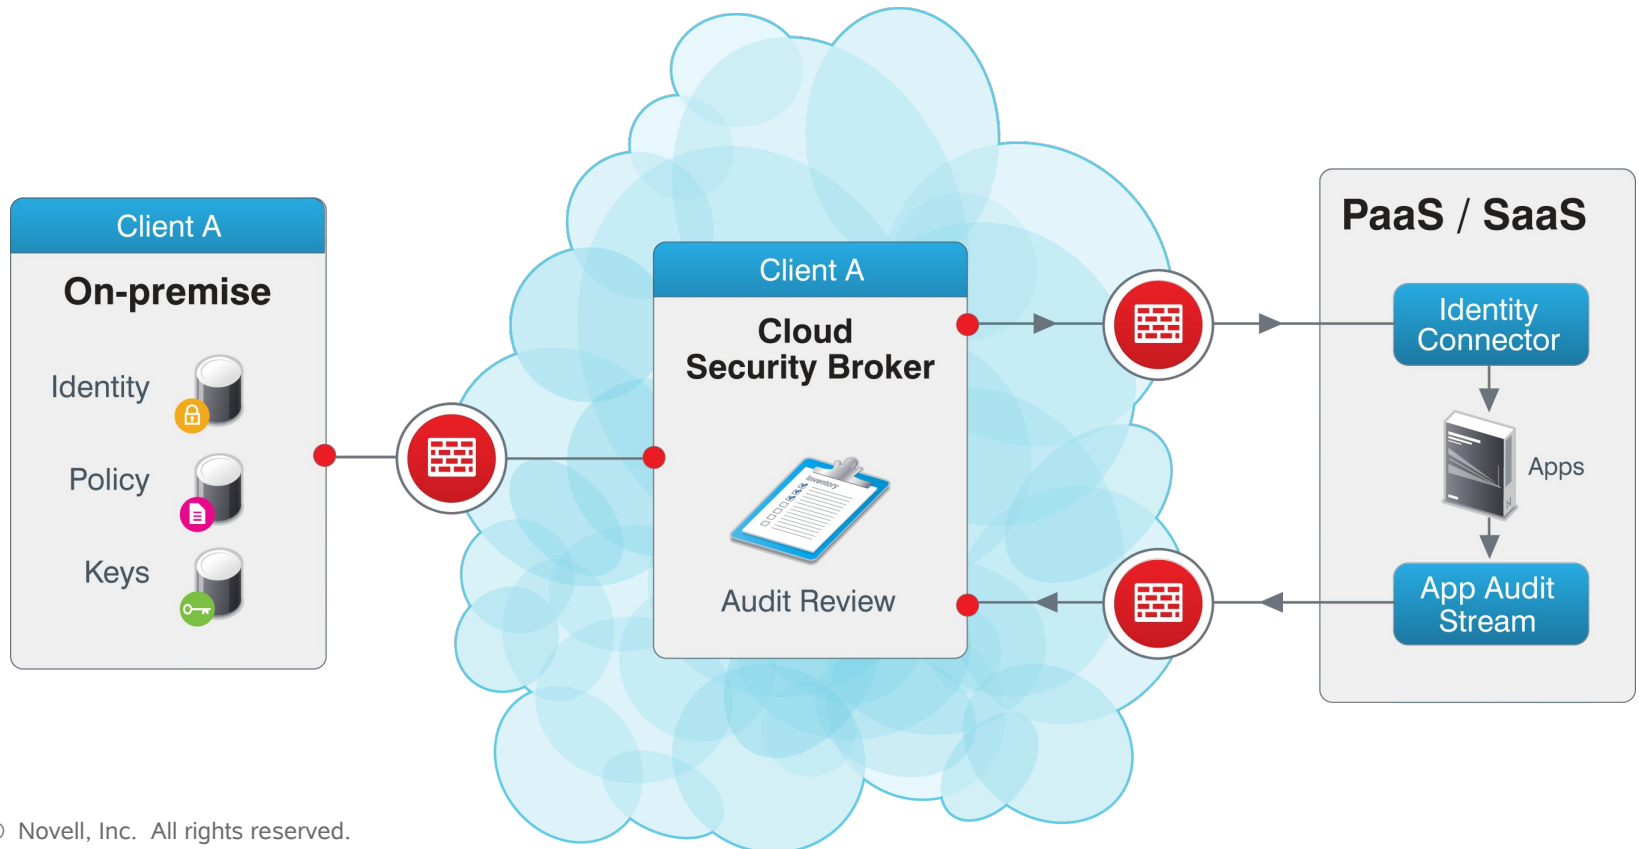 Client A
On-premise
Identity
Policy
Keys
Client A
Cloud
Security Broker
Inventory
Audit Review
PaaS / SaaS
Identity
Connector
Apps
N
App Audit
Stream
© Novell, Inc. All rights reserved.